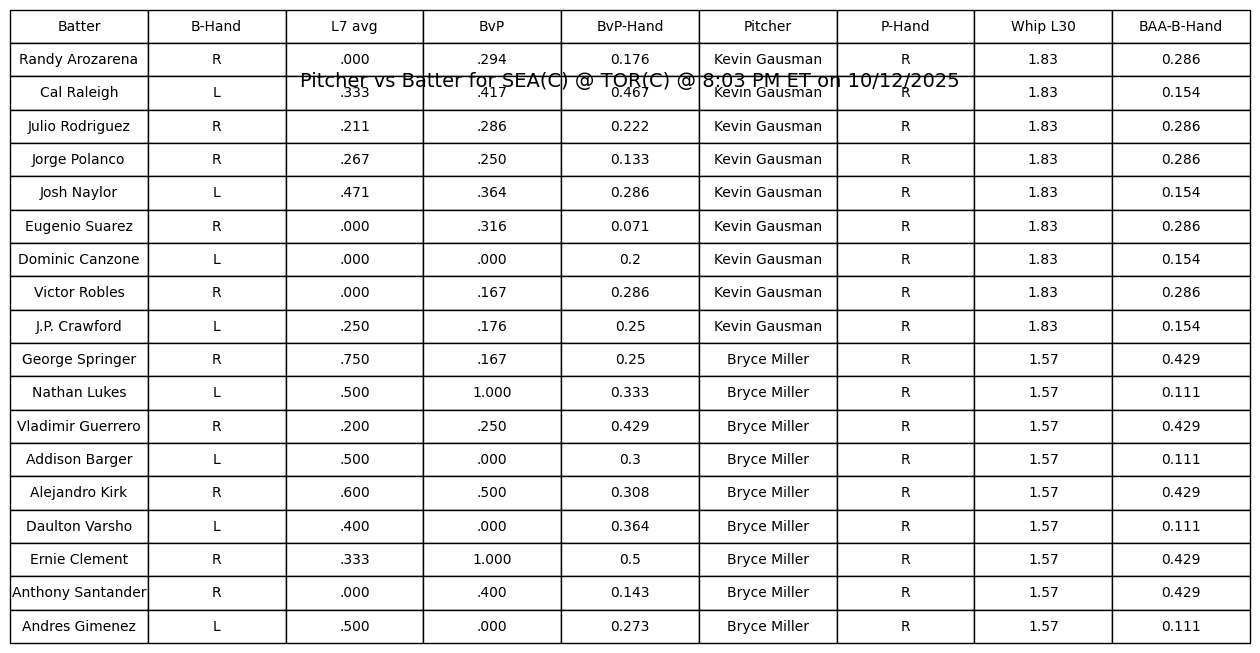 Batter B-Hand L7 avg BvP BvP-Hand Pitcher P-Hand Whip L30 BAA-B-Hand
Randy Arozarena R .000 .294 0.176 Kevin Gausman R 1.83 0.286
Pitcher vs Batter for SEA(C) @ TOR(C) @ 8:03 PM ET on 10/12/2025
Cal Raleigh L .333 .417 0.467 Kevin Gausman R 1.83 0.154
Julio Rodriguez R .211 .286 0.222 Kevin Gausman R 1.83 0.286
Jorge Polanco R .267 .250 0.133 Kevin Gausman R 1.83 0.286
Josh Naylor L .471 .364 0.286 Kevin Gausman R 1.83 0.154
Eugenio Suarez R .000 .316 0.071 Kevin Gausman R 1.83 0.286
Dominic Canzone L .000 .000 0.2 Kevin Gausman R 1.83 0.154
Victor Robles R .000 .167 0.286 Kevin Gausman R 1.83 0.286
J.P. Crawford L .250 .176 0.25 Kevin Gausman R 1.83 0.154
George Springer R .750 .167 0.25 Bryce Miller R 1.57 0.429
Nathan Lukes L .500 1.000 0.333 Bryce Miller R 1.57 0.111
Vladimir Guerrero R .200 .250 0.429 Bryce Miller R 1.57 0.429
Addison Barger L .500 .000 0.3 Bryce Miller R 1.57 0.111
Alejandro Kirk R .600 .500 0.308 Bryce Miller R 1.57 0.429
Daulton Varsho L .400 .000 0.364 Bryce Miller R 1.57 0.111
Ernie Clement R .333 1.000 0.5 Bryce Miller R 1.57 0.429
Anthony Santander R .000 .400 0.143 Bryce Miller R 1.57 0.429
Andres Gimenez L .500 .000 0.273 Bryce Miller R 1.57 0.111